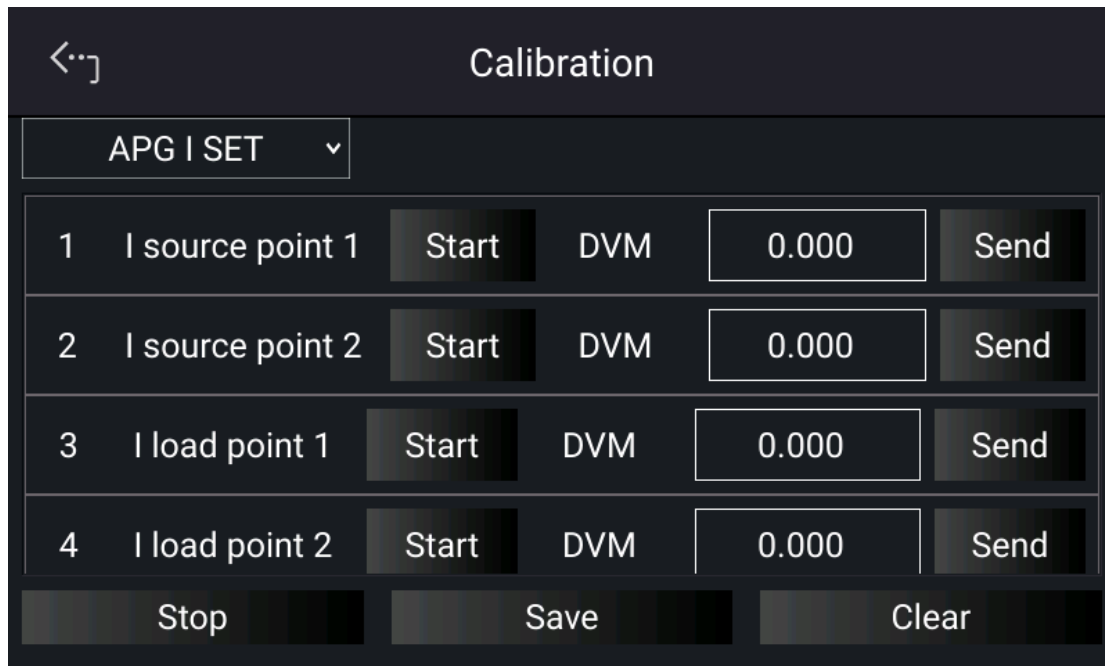 Calibration
APG I SET
1 I source point 1 Start DVM 0.000 Send
2 I source point 2 Start DVM 0.000 Send
3 I load point 1 Start DVM 0.000 Send
4 I load point 2 Start DVM 0.000 Send
Stop Save Clear